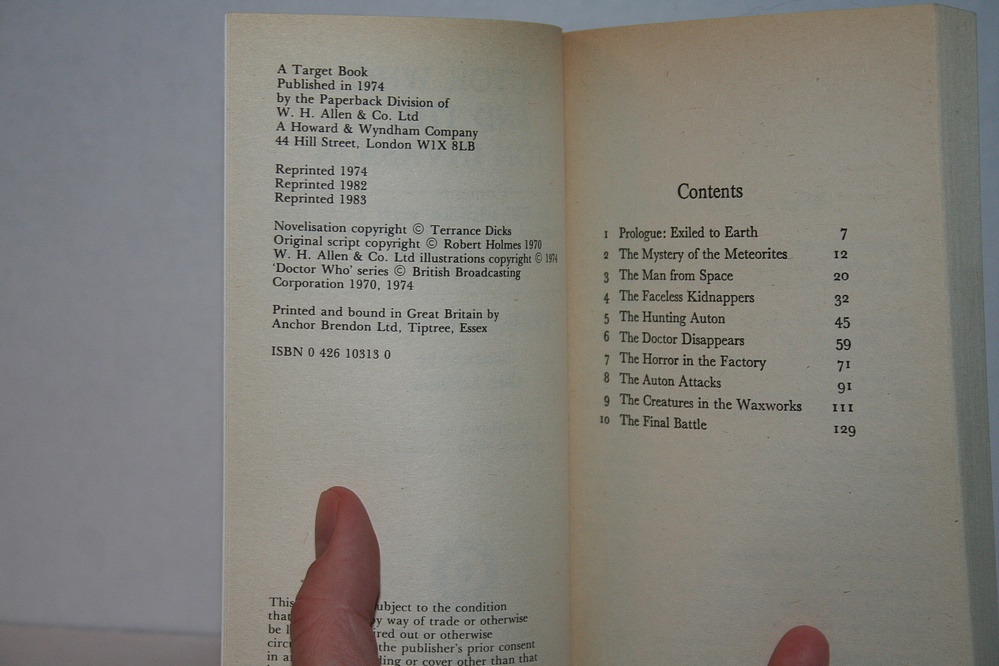 A Target Book
Published in 1974
by the Paperback Division of
W. H. Allen & Co. Ltd
A Howard & Wyndham Company
44 Hill Street, London W1X 8LB
Reprinted 1974
Reprinted 1982
Reprinted 1983
Novelisation copyright © Terrance Dicks
Original script copyright © Robert Holmes 1970
W. H. Allen & Co. Ltd illustrations copyright © 1974
'Doctor Who' series © British Broadcasting
Corporation 1970, 1974
Printed and bound in Great Britain by
Anchor Brendon Ltd, Tiptree, Essex
ISBN 0 426 10313 0
This ubject to the condition
that by way of trade or otherwise
be l ired out or otherwise
circ the publisher's prior consent
in a ding or cover other than that
Contents
1 Prologue: Exiled to Earth 7
2 The Mystery of the Meteorites 12
3 The Man from Space 20
4 The Faceless Kidnappers 32
5 The Hunting Auton 45
6 The Doctor Disappears 59
7 The Horror in the Factory 71
8 The Auton Attacks 91
9 The Creatures in the Waxworks 111
10 The Final Battle 129